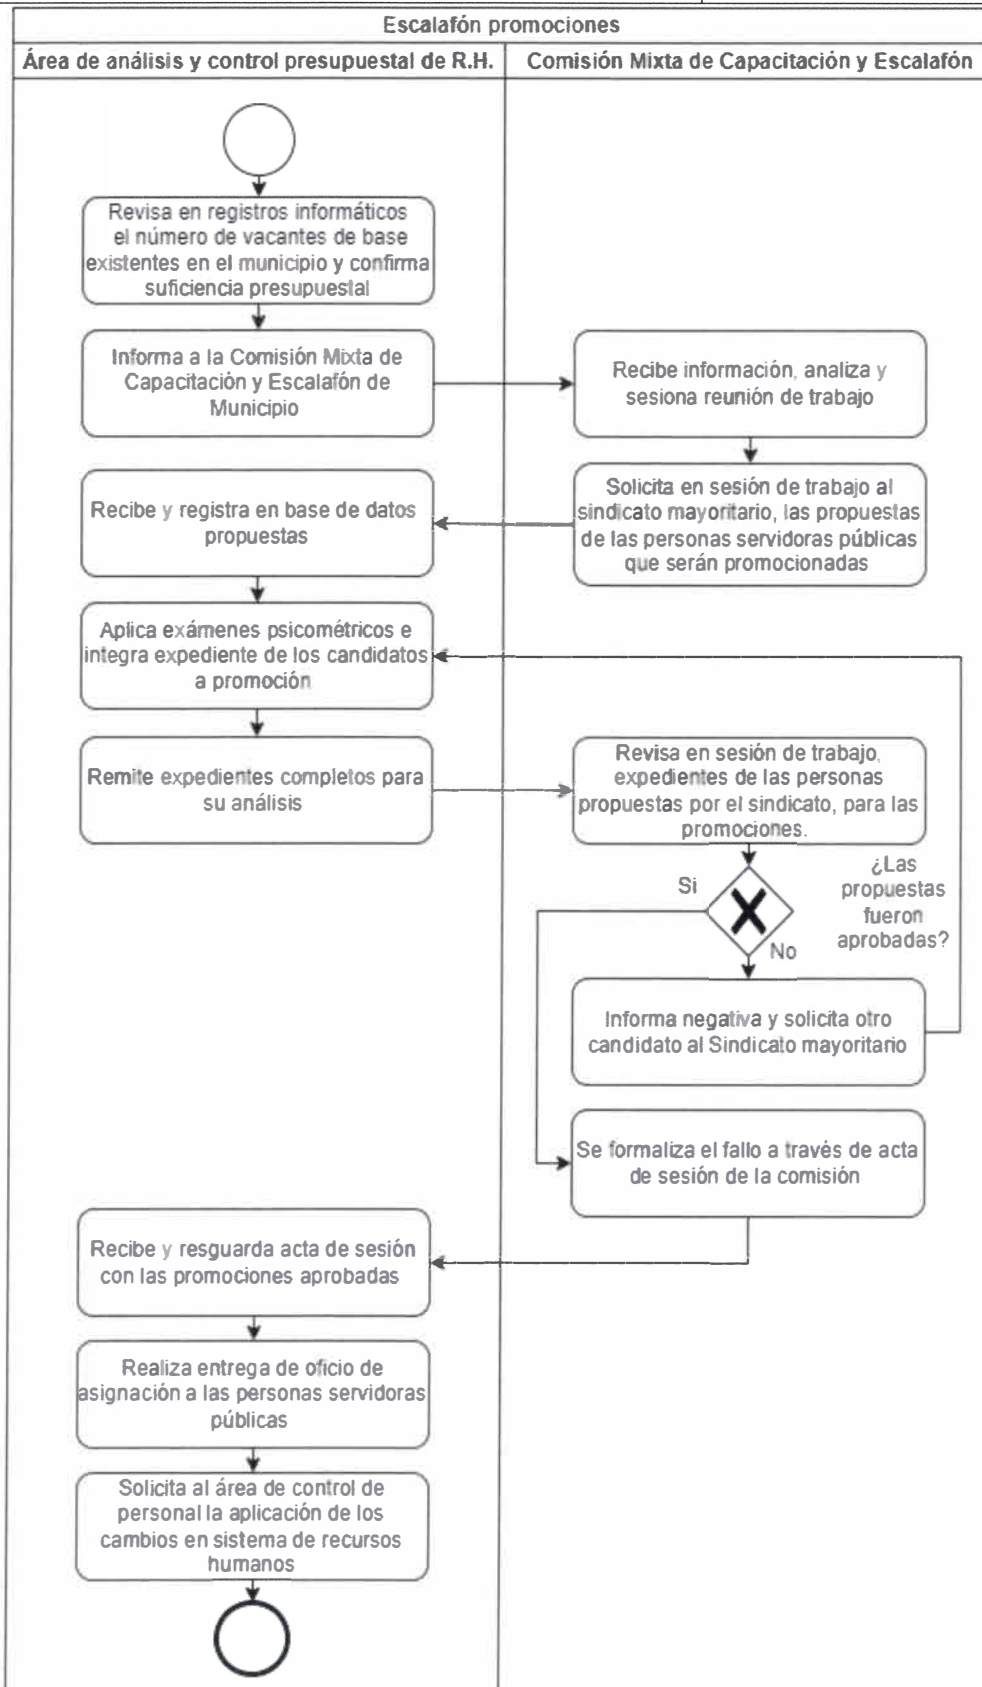 Escalafón promociones
Área de análisis y control presupuestal de R.H.
Comisión Mixta de Capacitación y Escalafón
Revisa en registros informáticos
el número de vacantes de base
existentes en el municipio y confirma
suficiencia presupuestal
Informa a la Comisión Mixta de
Capacitación y Escalafón de
Municipio
Recibe información, analiza y
sesiona reunión de trabajo
Solicita en sesión de trabajo al
sindicato mayoritario, las propuestas
de las personas servidoras públicas
que serán promocionadas
Recibe y registra en base de datos
propuestas
Aplica exámenes psicométricos e
integra expediente de los candidatos
a promoción
Remite expedientes completos para
su análisis
Revisa en sesión de trabajo,
expedientes de las personas
propuestas por el sindicato, para las
promociones.
¿Las
propuestas
fueron
aprobadas?
Si
No
Informa negativa y solicita otro
candidato al Sindicato mayoritario
Se formaliza el fallo a través de acta
de sesión de la comisión
Recibe y resguarda acta de sesión
con las promociones aprobadas
Realiza entrega de oficio de
asignación a las personas servidoras
públicas
Solicita al área de control de
personal la aplicación de los
cambios en sistema de recursos
humanos